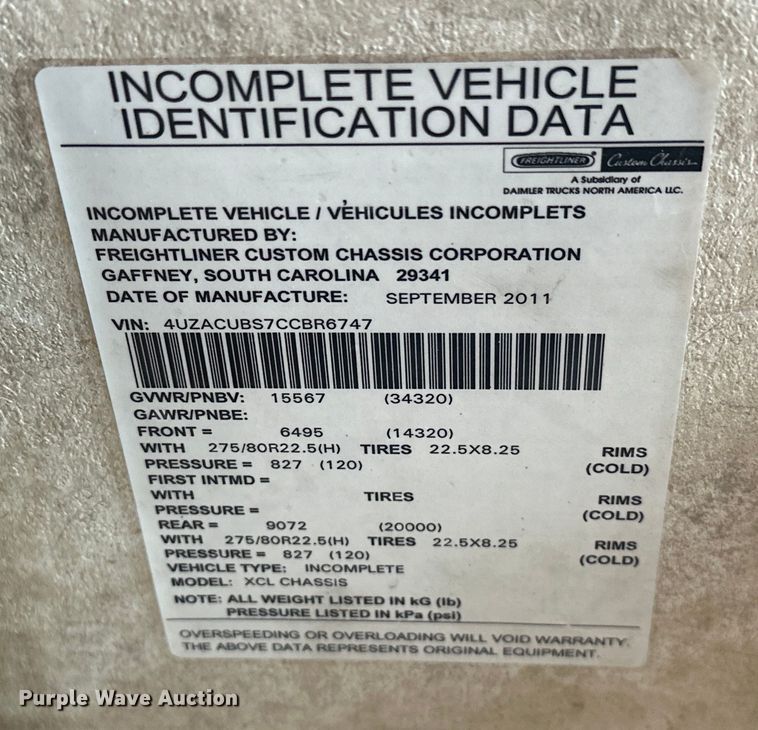 INCOMPLETE VEHICLE
IDENTIFICATION DATA
FREIGHTLINER Custom Chassis
A Subsidiary of
DAIMLER TRUCKS NORTH AMERICA LLC.
INCOMPLETE VEHICLE / VÉHICULES INCOMPLETS
MANUFACTURED BY:
FREIGHTLINER CUSTOM CHASSIS CORPORATION
GAFFNEY, SOUTH CAROLINA 29341
DATE OF MANUFACTURE: SEPTEMBER 2011
VIN: 4UZACUBS7CCBR6747
GVWR/PNBV: 15567 (34320)
GAWR/PNBE:
FRONT = 6495 (14320)
WITH 275/80R22.5(H) TIRES 22.5X8.25 RIMS
PRESSURE = 827 (120) (COLD)
FIRST INTMD =
WITH TIRES RIMS
PRESSURE = (COLD)
REAR = 9072 (20000)
WITH 275/80R22.5(H) TIRES 22.5X8.25 RIMS
PRESSURE = 827 (120) (COLD)
VEHICLE TYPE: INCOMPLETE
MODEL: XCL CHASSIS
NOTE: ALL WEIGHT LISTED IN kG (lb)
PRESSURE LISTED IN kPa (psi)
OVERSPEEDING OR OVERLOADING WILL VOID WARRANTY.
THE ABOVE DATA REPRESENTS ORIGINAL EQUIPMENT.
Purple Wave Auction